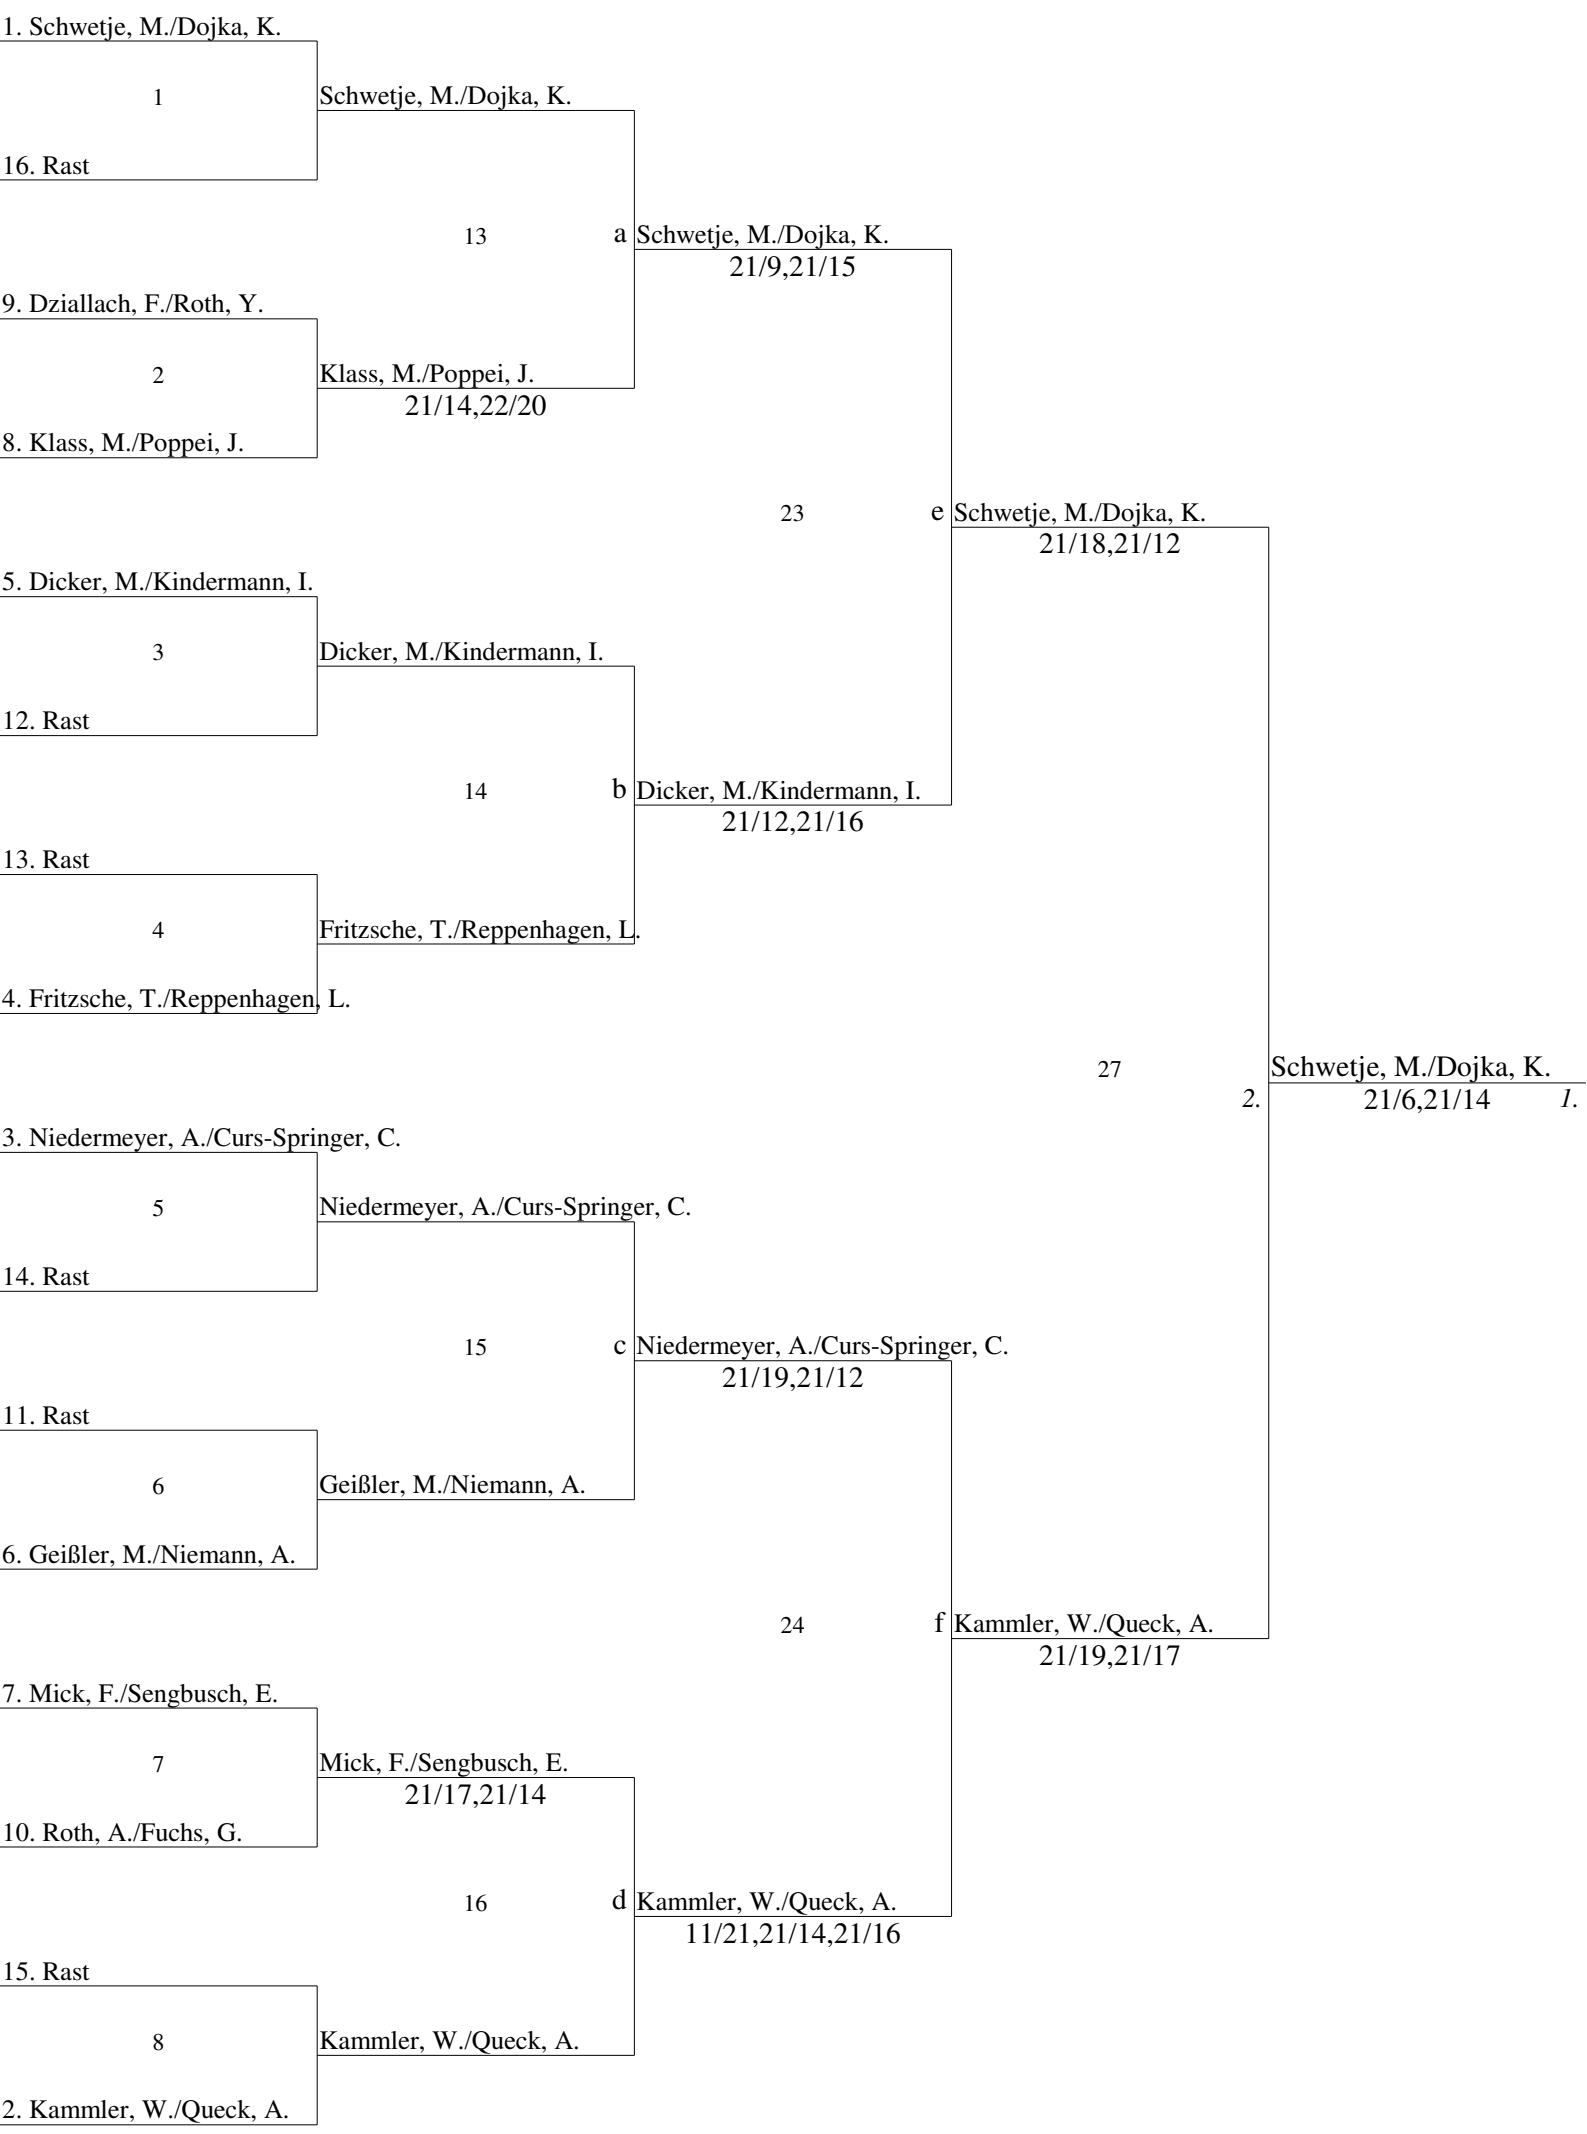 1. Schwetje, M./Dojka, K.
1
Schwetje, M./Dojka, K.
16. Rast
13
a
Schwetje, M./Dojka, K.
21/9,21/15
9. Dziallach, F./Roth, Y.
2
Klass, M./Poppei, J.
21/14,22/20
8. Klass, M./Poppei, J.
23
e
Schwetje, M./Dojka, K.
21/18,21/12
5. Dicker, M./Kindermann, I.
3
Dicker, M./Kindermann, I.
12. Rast
14
b
Dicker, M./Kindermann, I.
21/12,21/16
13. Rast
4
Fritzsche, T./Reppenhagen, L.
4. Fritzsche, T./Reppenhagen, L.
27
2.
Schwetje, M./Dojka, K.
21/6,21/14
1.
3. Niedermeyer, A./Curs-Springer, C.
5
Niedermeyer, A./Curs-Springer, C.
14. Rast
15
c
Niedermeyer, A./Curs-Springer, C.
21/19,21/12
11. Rast
6
Geißler, M./Niemann, A.
6. Geißler, M./Niemann, A.
24
f
Kammler, W./Queck, A.
21/19,21/17
7. Mick, F./Sengbusch, E.
7
Mick, F./Sengbusch, E.
21/17,21/14
10. Roth, A./Fuchs, G.
16
d
Kammler, W./Queck, A.
11/21,21/14,21/16
15. Rast
8
Kammler, W./Queck, A.
2. Kammler, W./Queck, A.